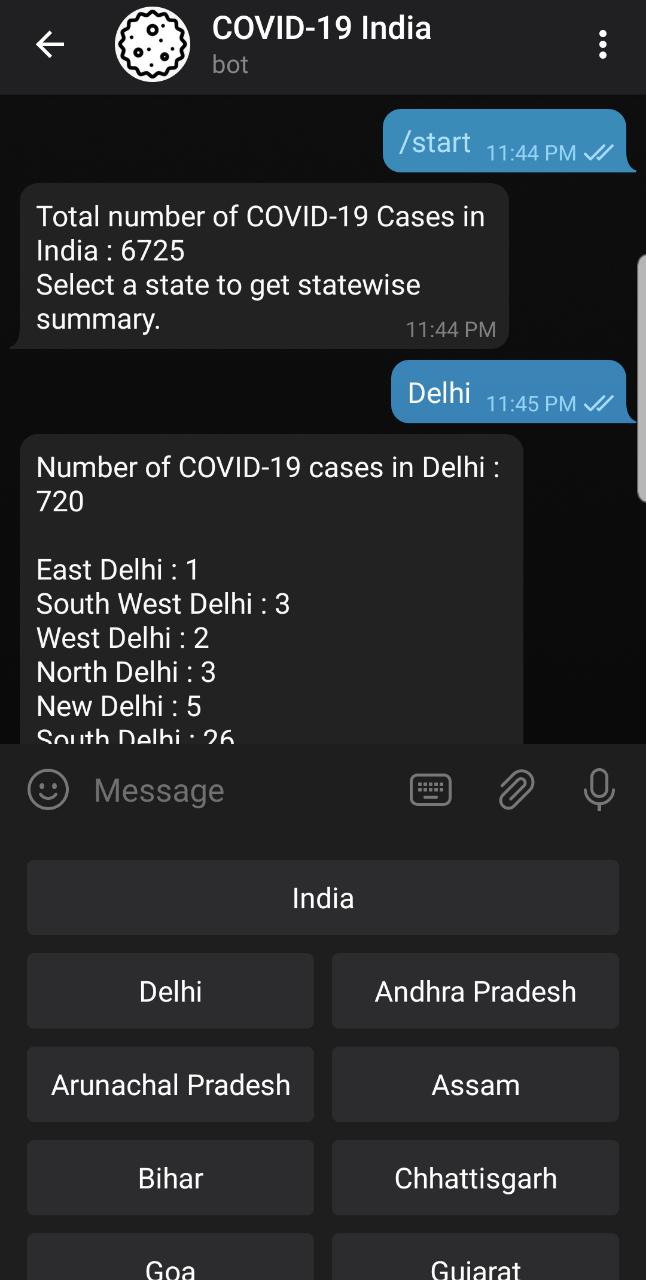 COVID-19 India
bot
/start 11:44 PM
Total number of COVID-19 Cases in
India : 6725
Select a state to get statewise
summary. 11:44 PM
Delhi 11:45 PM
Number of COVID-19 cases in Delhi :
720
East Delhi : 1
South West Delhi : 3
West Delhi : 2
North Delhi : 3
New Delhi : 5
South Delhi : 26
Message
India
Delhi Andhra Pradesh
Arunachal Pradesh Assam
Bihar Chhattisgarh
Goa Gujarat